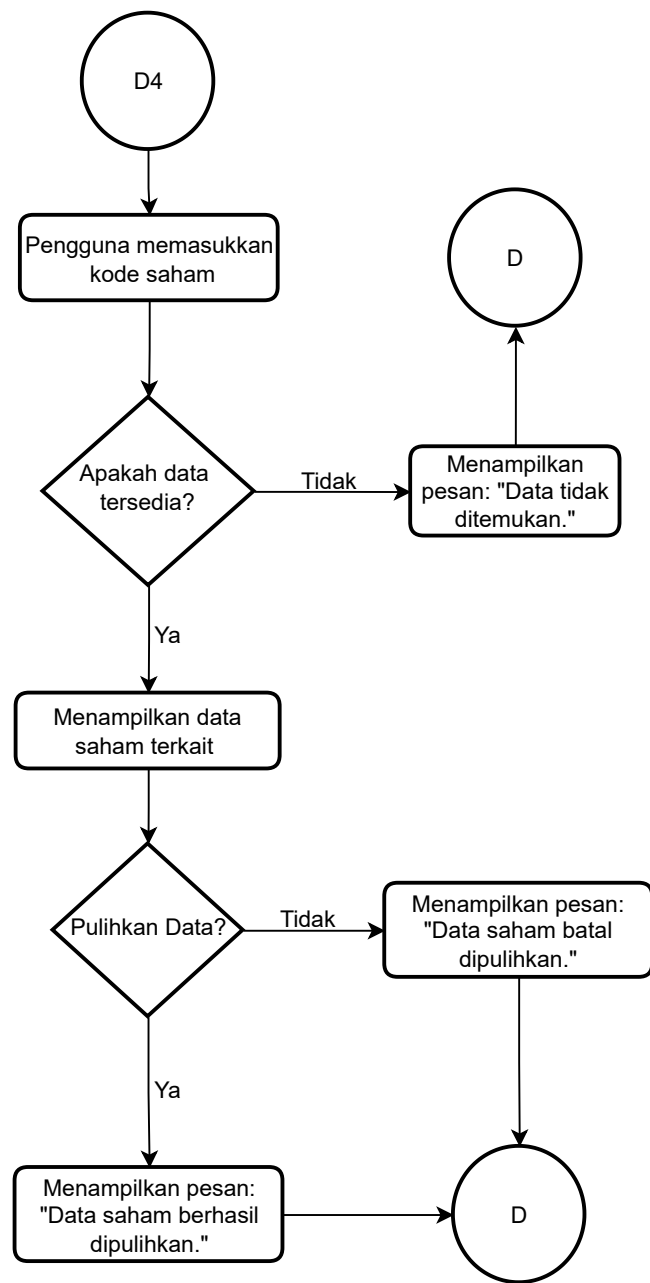 D4
Pengguna memasukkan
kode saham
D
Apakah data
tersedia?
Tidak
Menampilkan
pesan: "Data tidak
ditemukan."
Ya
Menampilkan data
saham terkait
Pulihkan Data?
Tidak
Menampilkan pesan:
"Data saham batal
dipulihkan."
Ya
Menampilkan pesan:
"Data saham berhasil
dipulihkan."
D